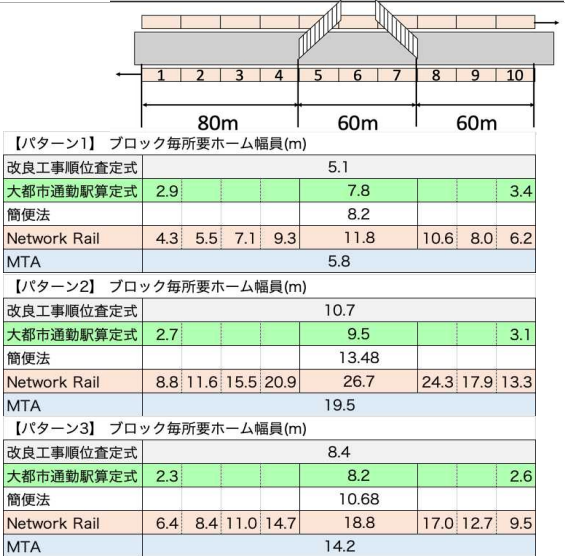 1 2 3 4 5 6 7 8 9 10
80m 60m 60m
【パターン1】 ブロック毎所要ホーム幅員(m)
改良工事順位査定式 5.1
大都市通勤駅算定式 2.9 7.8 3.4
簡便法 8.2
Network Rail 4.3 5.5 7.1 9.3 11.8 10.6 8.0 6.2
MTA 5.8
【パターン2】 ブロック毎所要ホーム幅員(m)
改良工事順位査定式 10.7
大都市通勤駅算定式 2.7 9.5 3.1
簡便法 13.48
Network Rail 8.8 11.6 15.5 20.9 26.7 24.3 17.9 13.3
MTA 19.5
【パターン3】 ブロック毎所要ホーム幅員(m)
改良工事順位査定式 8.4
大都市通勤駅算定式 2.3 8.2 2.6
簡便法 10.68
Network Rail 6.4 8.4 11.0 14.7 18.8 17.0 12.7 9.5
MTA 14.2